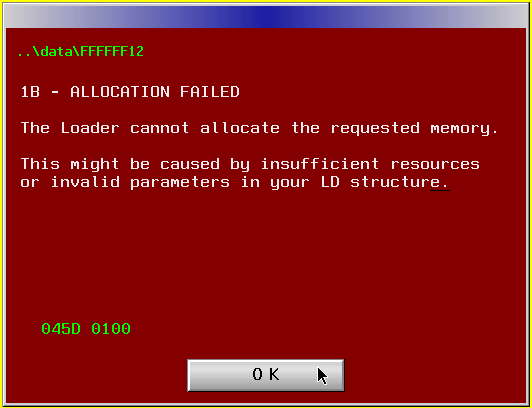 ..\data\FFFFFF12
1B - ALLOCATION FAILED
The Loader cannot allocate the requested memory.
This might be caused by insufficient resources
or invalid parameters in your LD structure.
045D 0100
OK